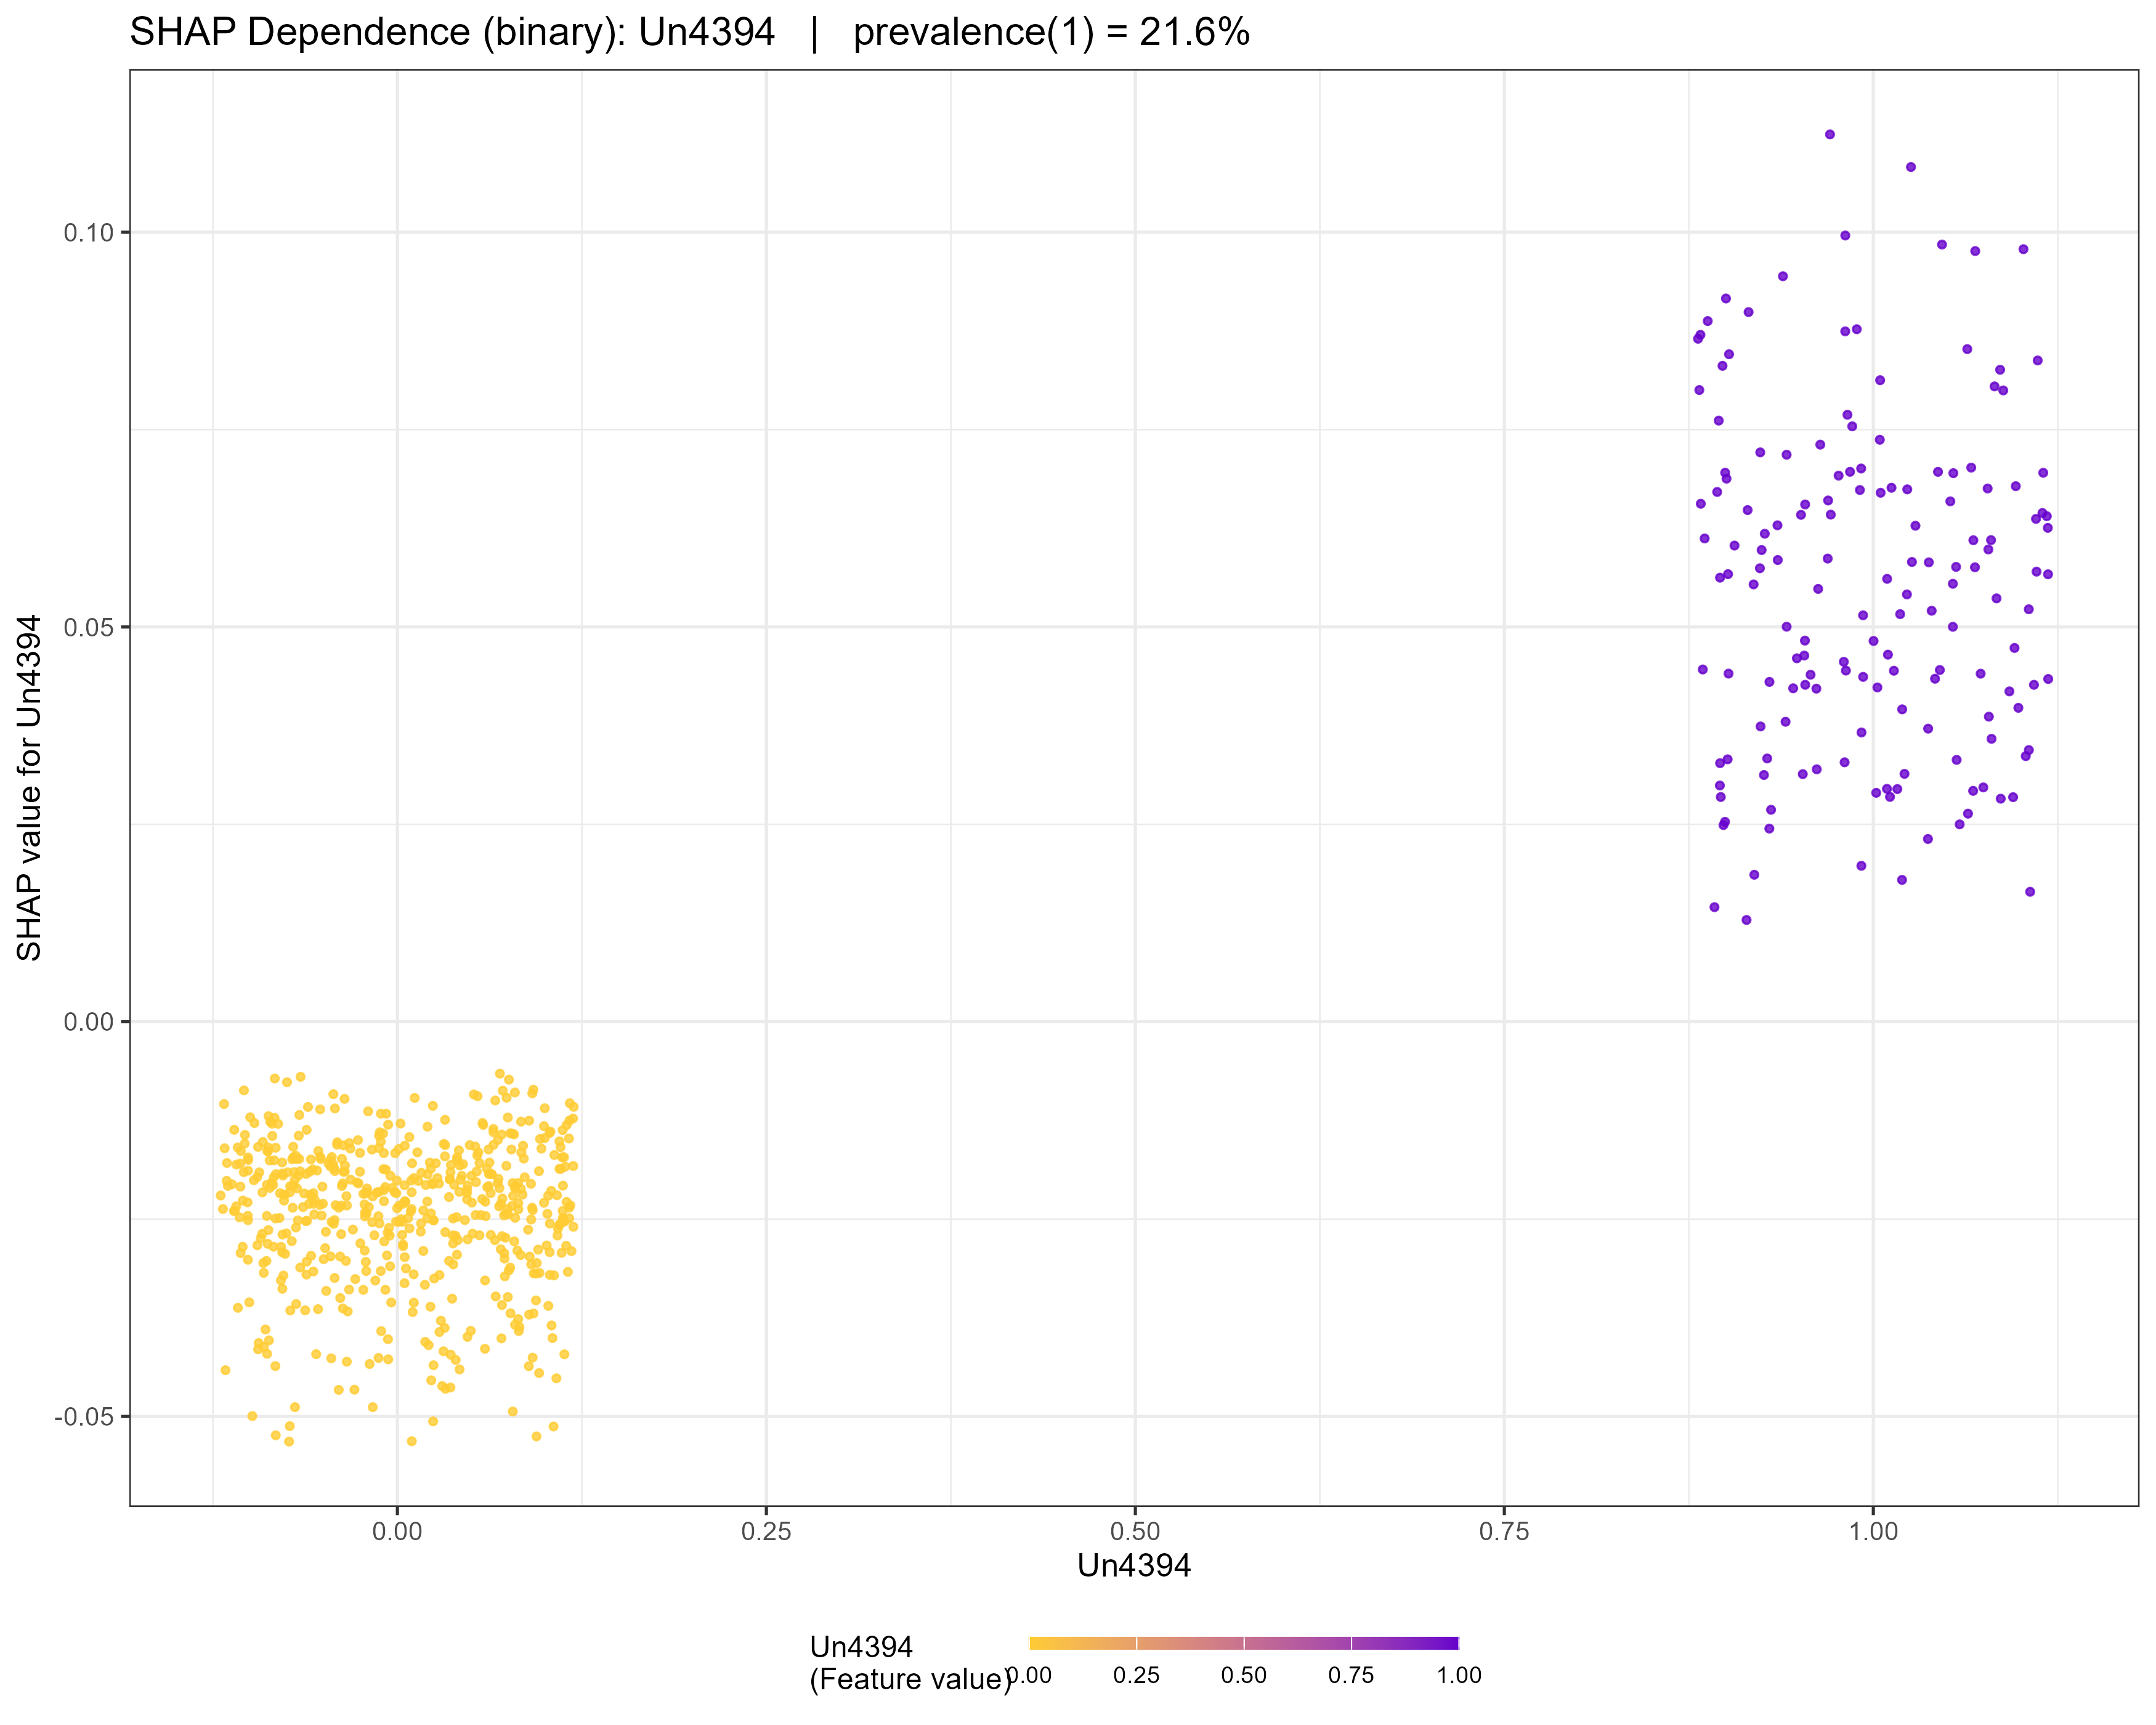 SHAP Dependence (binary): Un4394   |   prevalence(1) = 21.6%
SHAP value for Un4394
0.10
0.05
0.00
-0.05
0.00 0.25 0.50 0.75 1.00
Un4394
Un4394
(Feature value)
0.00 0.25 0.50 0.75 1.00